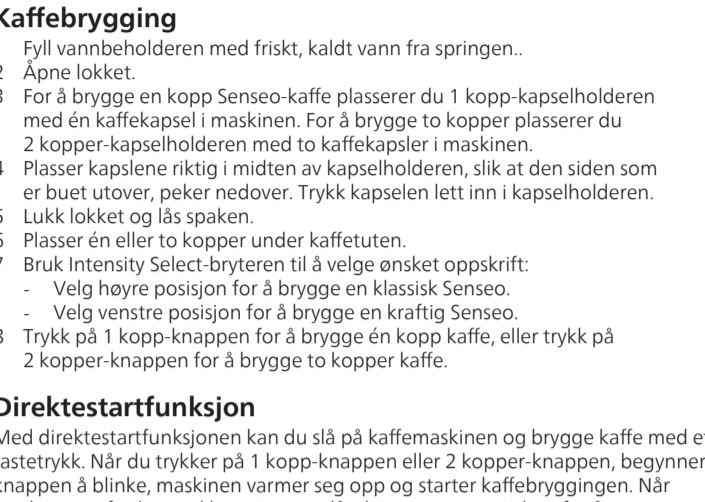 Kaffebrygging
Fyll vannbeholderen med friskt, kaldt vann fra springen..
2 Åpne lokket.
3 For å brygge en kopp Senseo-kaffe plasserer du 1 kopp-kapselholderen
med én kaffekapsel i maskinen. For å brygge to kopper plasserer du
2 kopper-kapselholderen med to kaffekapsler i maskinen.
4 Plasser kapslene riktig i midten av kapselholderen, slik at den siden som
er buet utover, peker nedover. Trykk kapselen lett inn i kapselholderen.
5 Lukk lokket og lås spaken.
6 Plasser én eller to kopper under kaffetuten.
7 Bruk Intensity Select-bryteren til å velge ønsket oppskrift:
- Velg høyre posisjon for å brygge en klassisk Senseo.
- Velg venstre posisjon for å brygge en kraftig Senseo.
8 Trykk på 1 kopp-knappen for å brygge én kopp kaffe, eller trykk på
2 kopper-knappen for å brygge to kopper kaffe.
Direktestartfunksjon
Med direktestartfunksjonen kan du slå på kaffemaskinen og brygge kaffe med et
tastetrykk. Når du trykker på 1 kopp-knappen eller 2 kopper-knappen, begynner
knappen å blinke, maskinen varmer seg opp og starter kaffebryggingen. Når